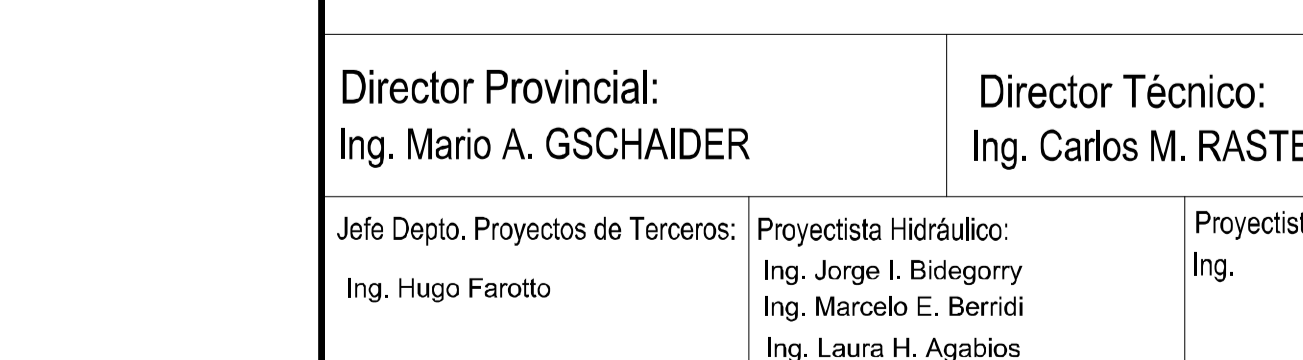 Director Provincial:
Ing. Mario A. GSCHAIDER
Director Técnico:
Ing. Carlos M.
Jefe Depto. Proyectos de Terceros:
Ing. Hugo Farotto
Proyectista Hidráulico:
Ing. Jorge I. Bidegorry
Ing. Marcelo E. Berridi
Ing. Laura H. Agabios
Ing.